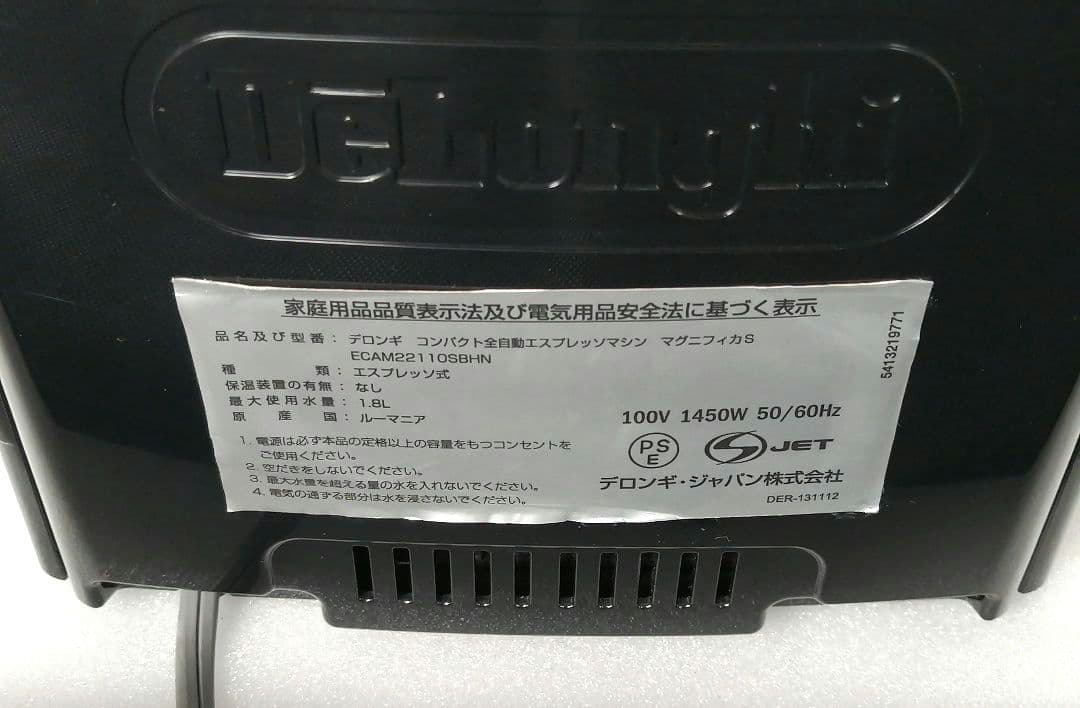 DeLonghi
家庭用品品質表示法及び電気用品安全法に基づく表示
品名及び型番： デロンギ コンパクト全自動エスプレッソマシン マグニフィカS
ECAM22110SBHN
種 類： エスプレッソ式
保温装置の有無： なし
最大使用水量： 1.8L
原 産 国： ルーマニア
1. 電源は必ず本品の定格以上の容量をもつコンセントを
ご使用ください。
2. 空だきをしないでください。
3. 最大水量を超える量の水を入れないでください。
4. 電気の通ずる部分は水を浸さないでください。
100V 1450W 50/60Hz
PS
E
JET
デロンギ・ジャパン株式会社
DER-131112
5413219771